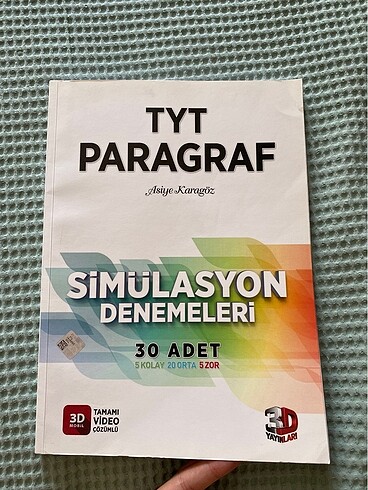 TYT
PARAGRAF
Asiye Karagöz
SİMÜLASYON
DENEMELERİ
30 ADET
5 KOLAY 20 ORTA 5 ZOR
3D
MOBİL
TAMAMI
VİDEO
ÇÖZÜMLÜ
3D
YAYINLARI